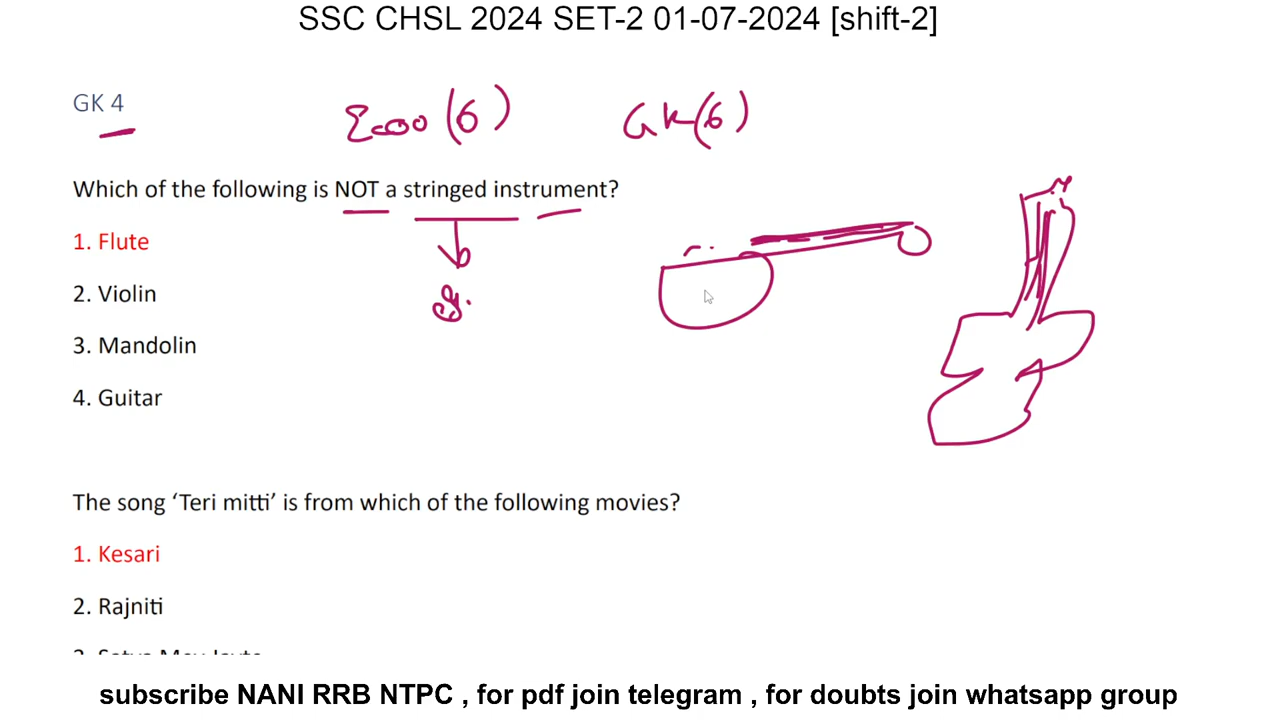 SSC CHSL 2024 SET-2 01-07-2024 [shift-2]
GK 4
Eco (6) GK(6)
Which of the following is NOT a stringed instrument?
1. Flute
2. Violin
3. Mandolin
4. Guitar
The song ‘Teri mitti’ is from which of the following movies?
1. Kesari
2. Rajniti
subscribe NANI RRB NTPC , for pdf join telegram , for doubts join whatsapp group